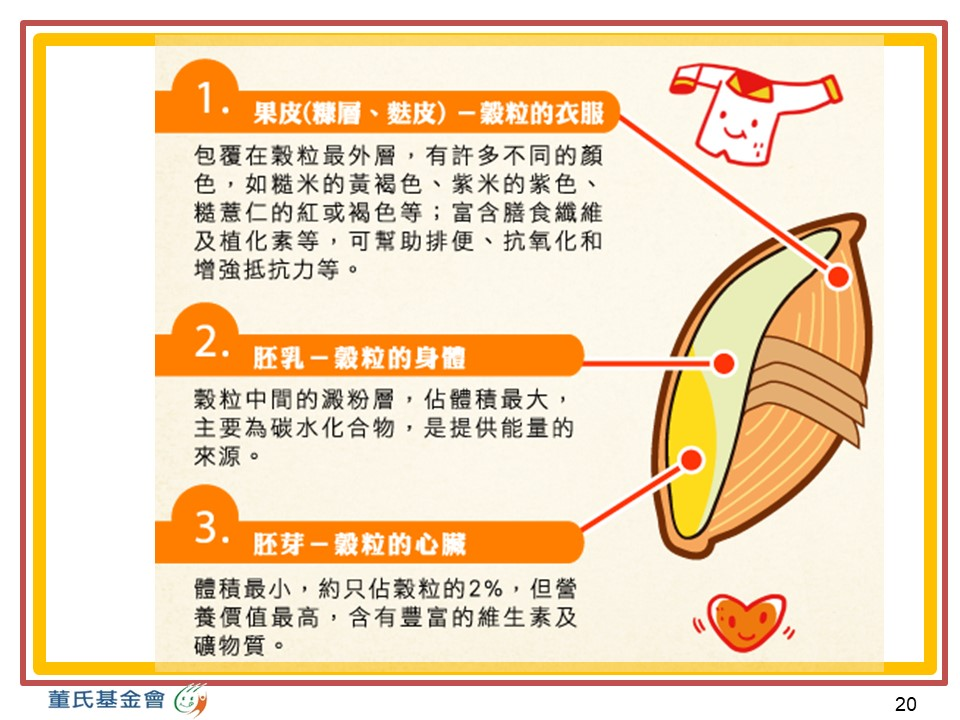 1. 果皮(糠層、麩皮)－穀粒的衣服
包覆在穀粒最外層，有許多不同的顏
色，如糙米的黃褐色、紫米的紫色、
糙薏仁的紅或褐色等；富含膳食纖維
及植化素等，可幫助排便、抗氧化和
增強抵抗力等。
2. 胚乳－穀粒的身體
穀粒中間的澱粉層，佔體積最大，
主要為碳水化合物，是提供能量的
來源。
3. 胚芽－穀粒的心臟
體積最小，約只佔穀粒的2%，但營
養價值最高，含有豐富的維生素及
礦物質。
董氏基金會
20